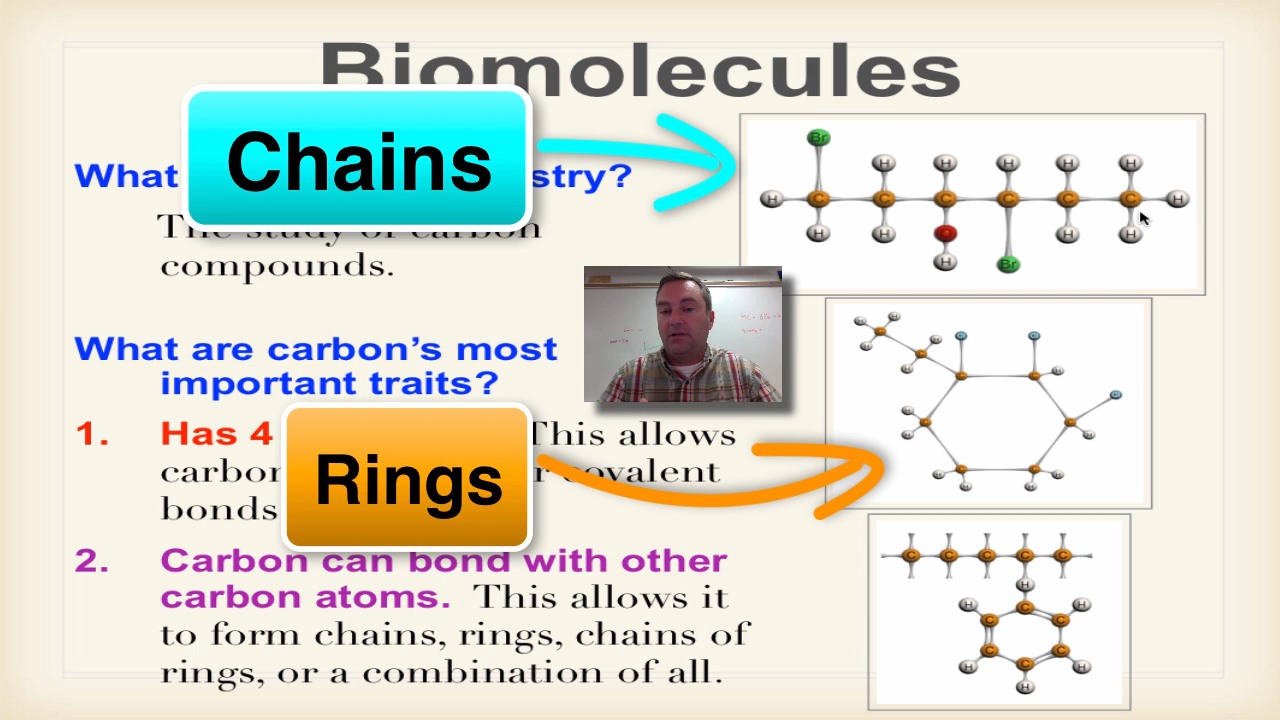 Biomolecules
Chains
What stry?
The study of carbon
compounds.
What are carbon's most
important traits?
1. Has 4 This allows
carbon r covalent
bonds
Rings
2. Carbon can bond with other
carbon atoms. This allows it
to form chains, rings, chains of
rings, or a combination of all.
Br H H H H H
H C C C C C C H
H H O Br H H
H
H H H
C
H C H
C C H
H C C H
H
H C C H
H H
C C C C C
H
H C H
C C
C C
H C H
H